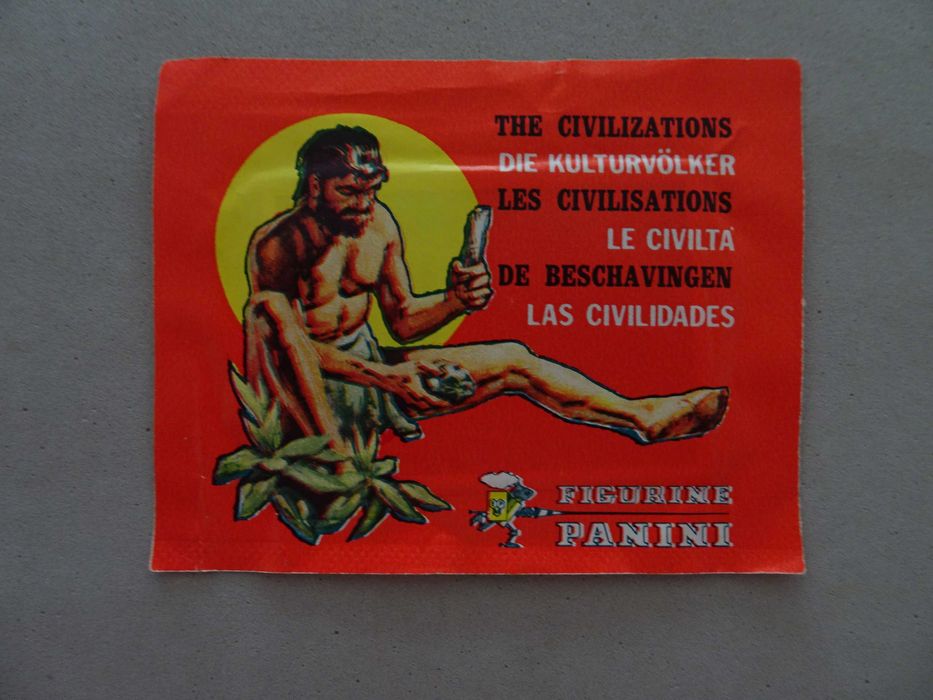 THE CIVILIZATIONS
DIE KULTURVÖLKER
LES CIVILISATIONS
LE CIVILTA'
DE BESCHAVINGEN
LAS CIVILIDADES
FIGURINE
PANINI